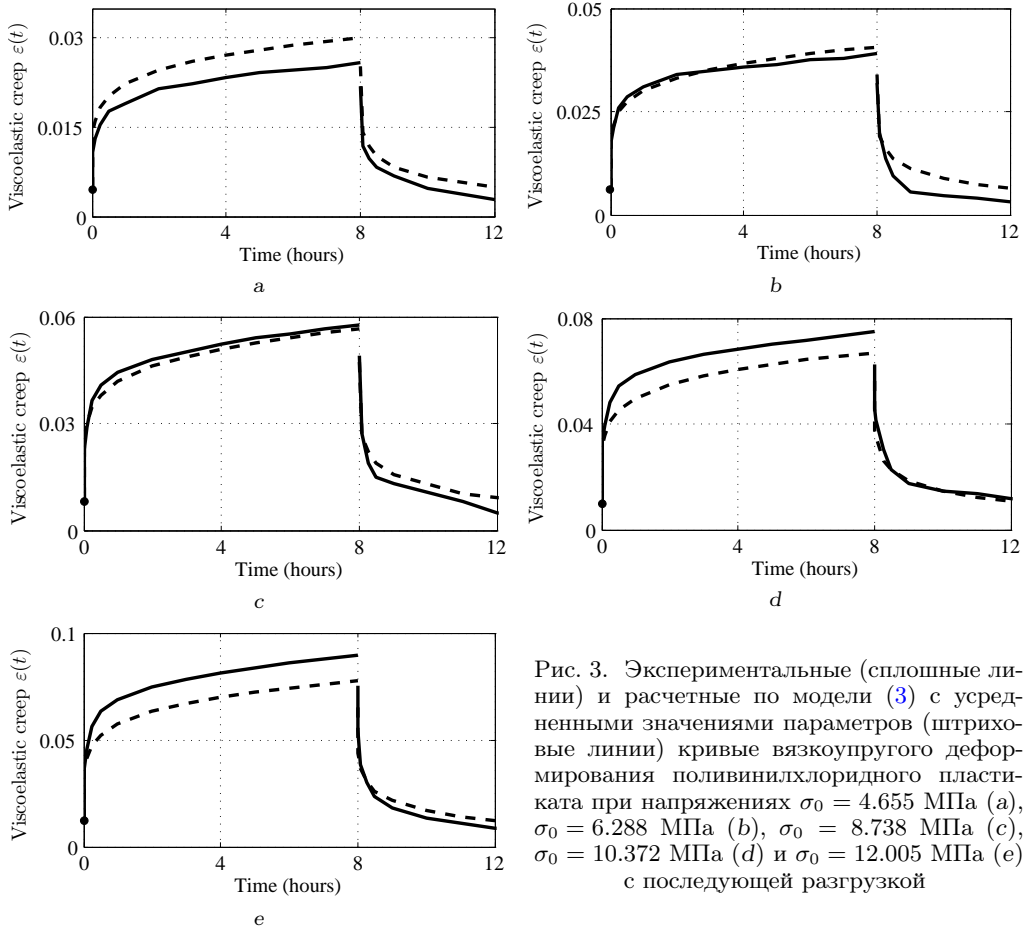 Viscoelastic creep ε(t)
0.03
0.015
0
0
4
8
12
Time (hours)
a
Viscoelastic creep ε(t)
0.05
0.025
0
0
4
8
12
Time (hours)
b
Viscoelastic creep ε(t)
0.06
0.03
0
0
4
8
12
Time (hours)
c
Viscoelastic creep ε(t)
0.08
0.04
0
0
4
8
12
Time (hours)
d
Viscoelastic creep ε(t)
0.1
0.05
0
0
4
8
12
Time (hours)
e
Рис. 3. Экспериментальные (сплошные ли-
нии) и расчетные по модели (3) с усред-
ненными значениями параметров (штрихо-
вые линии) кривые вязкоупругого дефор-
мирования поливинилхлоридного пласти-
ката при напряжениях σ₀ = 4.655 МПа (a),
σ₀ = 6.288 МПа (b), σ₀ = 8.738 МПа (c),
σ₀ = 10.372 МПа (d) и σ₀ = 12.005 МПа (e)
с последующей разгрузкой